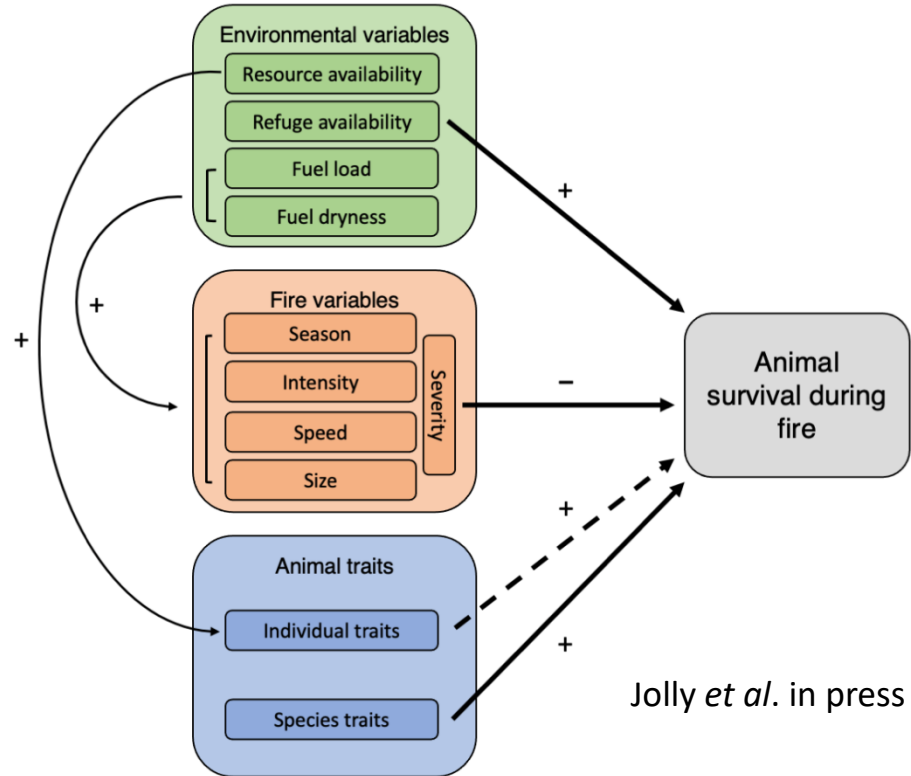 Environmental variables
Resource availability
Refuge availability
Fuel load
Fuel dryness
+
+
+
Fire variables
Season
Intensity
Speed
Size
Severity
−
Animal
survival during
fire
Animal traits
Individual traits
Species traits
+
+
Jolly et al. in press